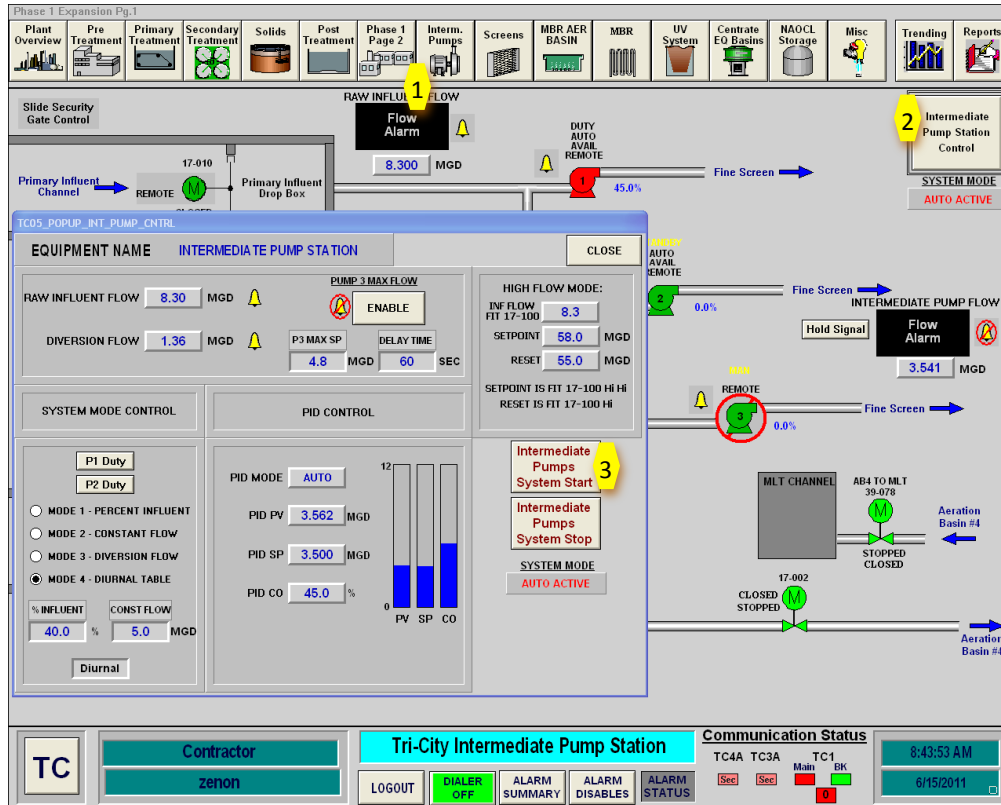 Phase 1 Expansion Pg.1
Plant
Overview
Pre
Treatment
Primary
Treatment
Secondary
Treatment
Solids
Post
Treatment
Phase 1
Page 2
Interm.
Pumps
Screens
MBR AER
BASIN
MBR
UV
System
Centrate
EQ Basins
NAOCL
Storage
Misc
Trending
Reports
1
Slide Security
Gate Control
RAW INFLUENT FLOW
Flow
Alarm
8.300 MGD
2
Intermediate
Pump Station
Control
SYSTEM MODE
AUTO ACTIVE
DUTY
AUTO
AVAIL
REMOTE
1
45.0%
Fine Screen
17-010
Primary Influent
Channel
REMOTE
M
Primary Influent
Drop Box
AUTO
AVAIL
REMOTE
2
0.0%
Fine Screen
INTERMEDIATE PUMP FLOW
Hold Signal
Flow
Alarm
3.541 MGD
MAN
REMOTE
3
0.0%
Fine Screen
MLT CHANNEL
AB4 TO MLT
39-078
M
STOPPED
CLOSED
Aeration
Basin #4
17-002
CLOSED
STOPPED
M
Aeration
Basin #4
TC05_POPUP_INT_PUMP_CNTRL
EQUIPMENT NAME INTERMEDIATE PUMP STATION
CLOSE
RAW INFLUENT FLOW 8.30 MGD
DIVERSION FLOW 1.36 MGD
PUMP 3 MAX FLOW
ENABLE
P3 MAX SP
4.8 MGD
DELAY TIME
60 SEC
HIGH FLOW MODE:
INF FLOW
FIT 17-100 8.3
SETPOINT 58.0 MGD
RESET 55.0 MGD
SETPOINT IS FIT 17-100 Hi Hi
RESET IS FIT 17-100 Hi
SYSTEM MODE CONTROL
PID CONTROL
P1 Duty
P2 Duty
MODE 1 - PERCENT INFLUENT
MODE 2 - CONSTANT FLOW
MODE 3 - DIVERSION FLOW
MODE 4 - DIURNAL TABLE
% INFLUENT
40.0 %
CONST FLOW
5.0 MGD
Diurnal
PID MODE AUTO
PID PV 3.562 MGD
PID SP 3.500 MGD
PID CO 45.0 %
12
0
PV SP CO
Intermediate
Pumps
System Start
3
Intermediate
Pumps
System Stop
SYSTEM MODE
AUTO ACTIVE
TC
Contractor
zenon
Tri-City Intermediate Pump Station
LOGOUT
DIALER
OFF
ALARM
SUMMARY
ALARM
DISABLES
ALARM
STATUS
Communication Status
TC4A TC3A TC1
Main BK
Sec Sec
0
8:43:53 AM
6/15/2011